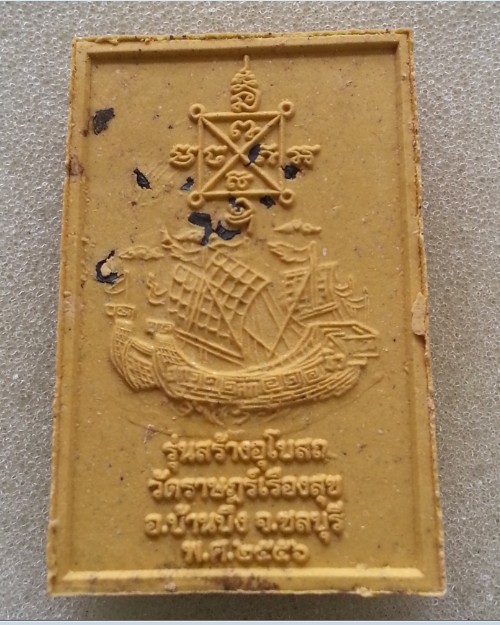 รุ่นสร้างอุโบสถ
วัดราษฎร์เรืองสุข
อ.บ้านบึง จ.ชลบุรี
พ.ศ.๒๕๕๖